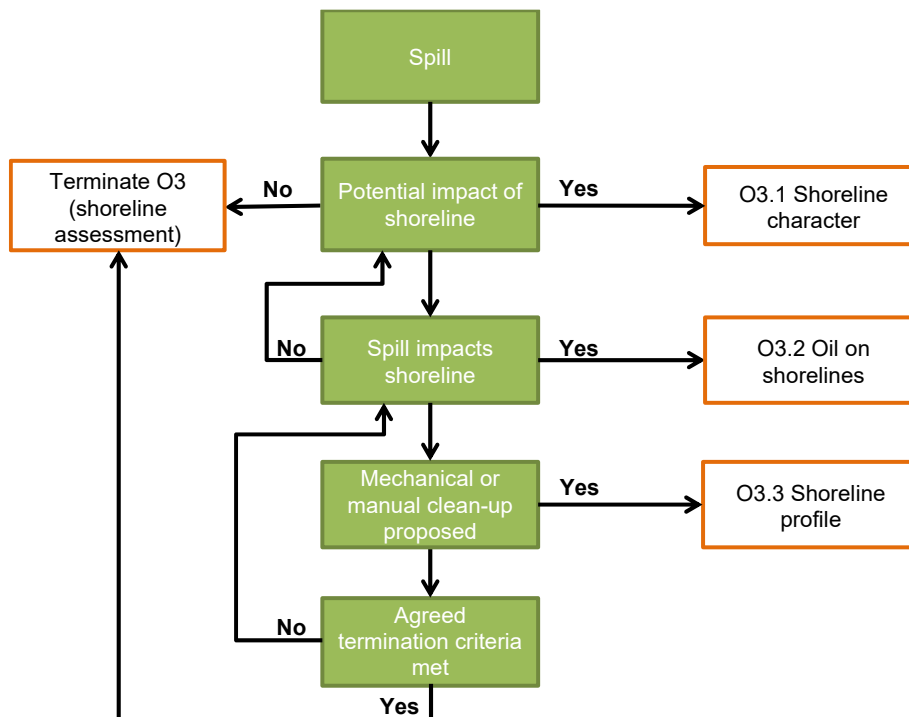 Spill
Terminate O3
(shoreline
assessment)
No
Potential impact of
shoreline
Yes
O3.1 Shoreline
character
No
Spill impacts
shoreline
Yes
O3.2 Oil on
shorelines
Mechanical or
manual clean-up
proposed
Yes
O3.3 Shoreline
profile
No
Agreed
termination criteria
met
Yes